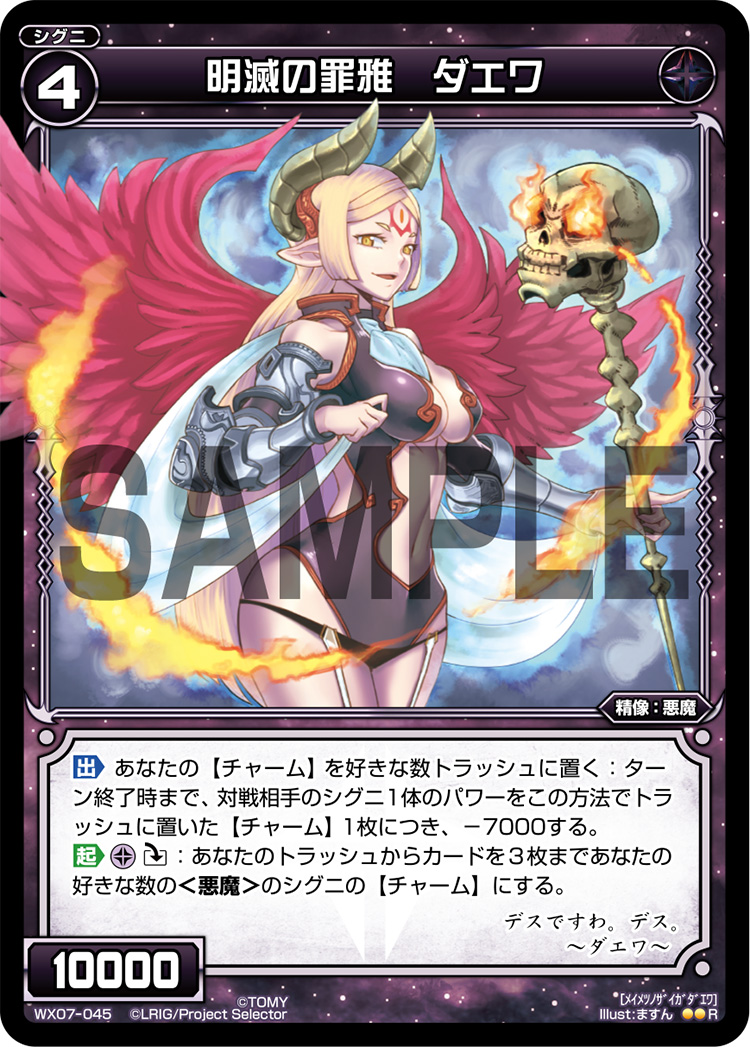 シグニ
4
明滅の罪雅 ダエワ
SAMPLE
精像:悪魔
出 あなたの【チャーム】を好きな数トラッシュに置く:ター
ン終了時まで、対戦相手のシグニ1体のパワーをこの方法でトラ
ッシュに置いた【チャーム】1枚につき、-7000する。
起 :あなたのトラッシュからカードを3枚まであなたの
好きな数の<悪魔>のシグニの【チャーム】にする。
デスですわ。デス。
~ダエワ~
10000
©TOMY
[メイメツノザイガダエワ]
WX07-045 ©LRIG/Project Selector
Illust:ますん R